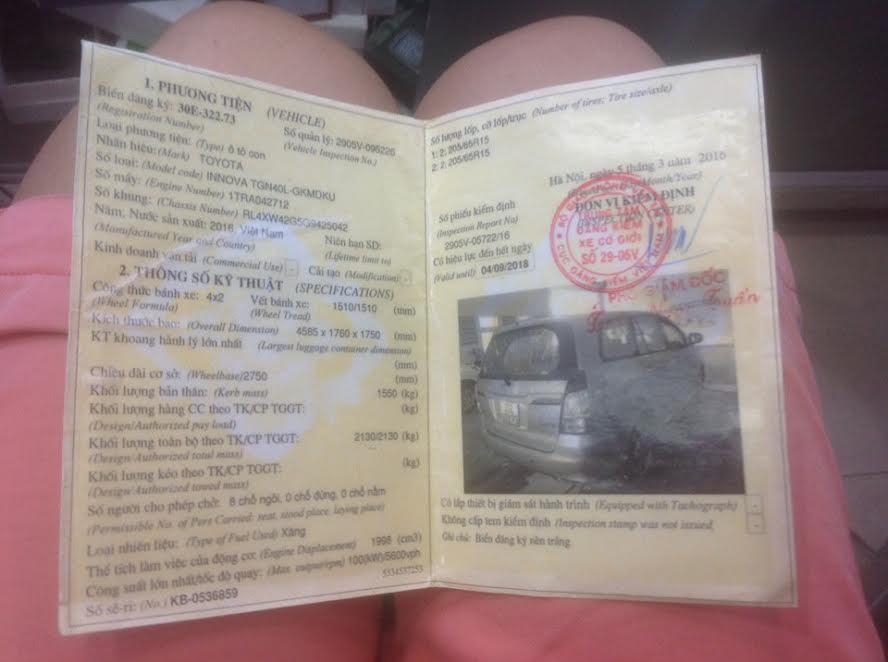 1. PHƯƠNG TIỆN (VEHICLE)
Biển đăng ký: 30E-322.73
(Registration Number)
Số quản lý: 2905V-096226
(Vehicle Inspection No.)
Loại phương tiện: (Type) ô tô con
Nhãn hiệu: (Mark) TOYOTA
Số loại: (Model code) INNOVA TGN40L-GKMDKU
Số máy: (Engine Number) 1TRA042712
Số khung: (Chassis Number) RL4XW42G5G9425042
Năm, Nước sản xuất: 2016, Việt Nam
(Manufactured Year and Country)
Niên hạn SD:
(Lifetime limit to)
Kinh doanh vận tải (Commercial Use) -
Cải tạo (Modification) -
2. THÔNG SỐ KỸ THUẬT (SPECIFICATIONS)
Công thức bánh xe: 4x2
(Wheel Formula)
Vết bánh xe: 1510/1510 (mm)
(Wheel Tread)
Kích thước bao: (Overall Dimension) 4585 x 1760 x 1750 (mm)
KT khoang hành lý lớn nhất (Largest luggage container dimension)
(mm)
Chiều dài cơ sở: (Wheelbase) 2750 (mm)
Khối lượng bản thân: (Kerb mass) 1550 (kg)
Khối lượng hàng CC theo TK/CP TGGT: (kg)
(Design/Authorized pay load)
Khối lượng toàn bộ theo TK/CP TGGT: 2130/2130 (kg)
(Design/Authorized total mass)
Khối lượng kéo theo TK/CP TGGT: (kg)
(Design/Authorized towed mass)
Số người cho phép chở: 8 chỗ ngồi, 0 chỗ đứng, 0 chỗ nằm
(Permissible No. of Pers Carried: seat, stood place, laying place)
Loại nhiên liệu: (Type of Fuel Used) Xăng
Thể tích làm việc của động cơ: (Engine Displacement) 1998 (cm3)
Công suất lớn nhất/tốc độ quay: (Max. output/rpm) 100(kW)/5600vph
Số sê-ri: (No.) KB-0536859
5334537253
Số lượng lốp, cỡ lốp/trục (Number of tires; Tire size/axle)
1: 2; 205/65R15
2: 2; 205/65R15
Hà Nội, ngày 5 tháng 3 năm 2016
ĐƠN VỊ KIỂM ĐỊNH
(INSPECTION CENTER)
TRUNG TÂM
ĐĂNG KIỂM
XE CƠ GIỚI
SỐ 29-05V
CỤC ĐĂNG KIỂM VIỆT NAM
Số phiếu kiểm định
(Inspection Report No)
2905V-05722/16
Có hiệu lực đến hết ngày
(Valid until) 04/09/2018
PHÓ GIÁM ĐỐC
Có lắp thiết bị giám sát hành trình (Equipped with Tachograph) -
Không cấp tem kiểm định (Inspection stamp was not issued -
Ghi chú: Biển đăng ký nền trắng